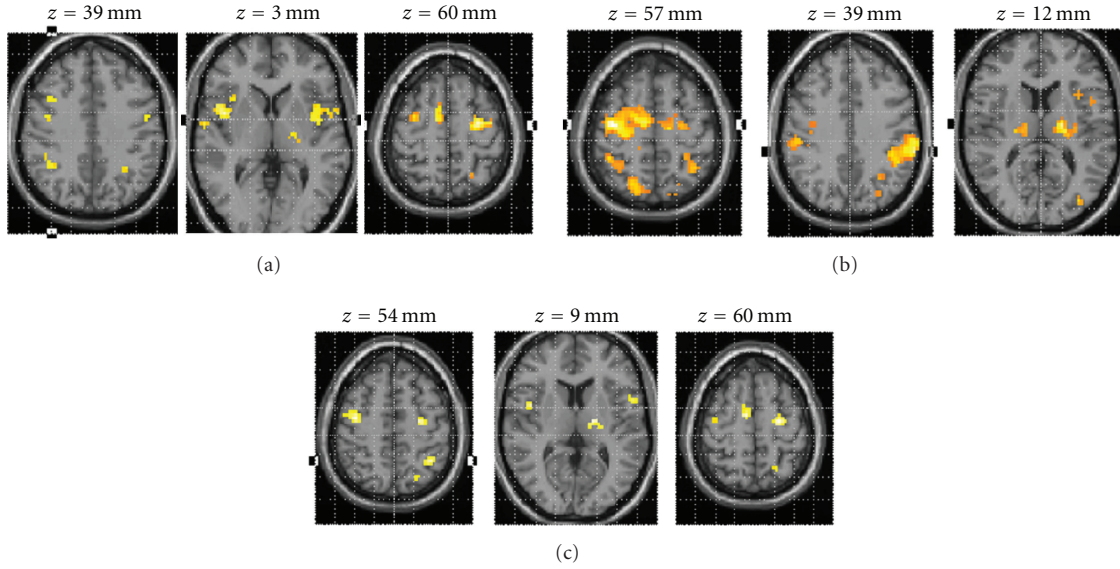 z = 39 mm
z = 3 mm
z = 60 mm
z = 57 mm
z = 39 mm
z = 12 mm
(a)
(b)
z = 54 mm
z = 9 mm
z = 60 mm
(c)